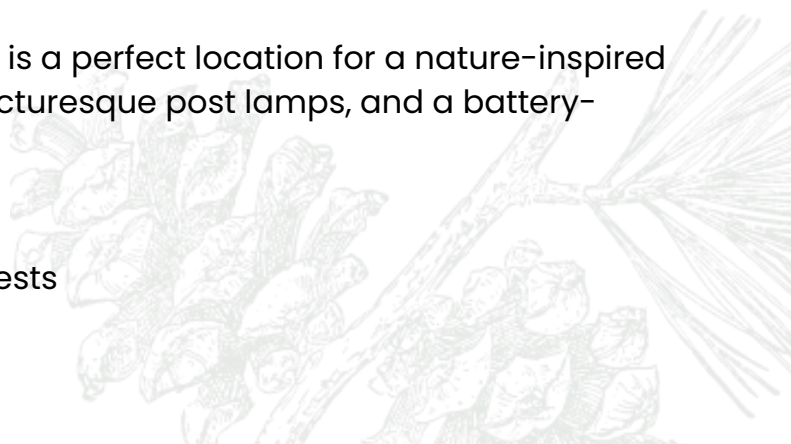 is a perfect location for a nature-inspired
cturesque post lamps, and a battery-
ests